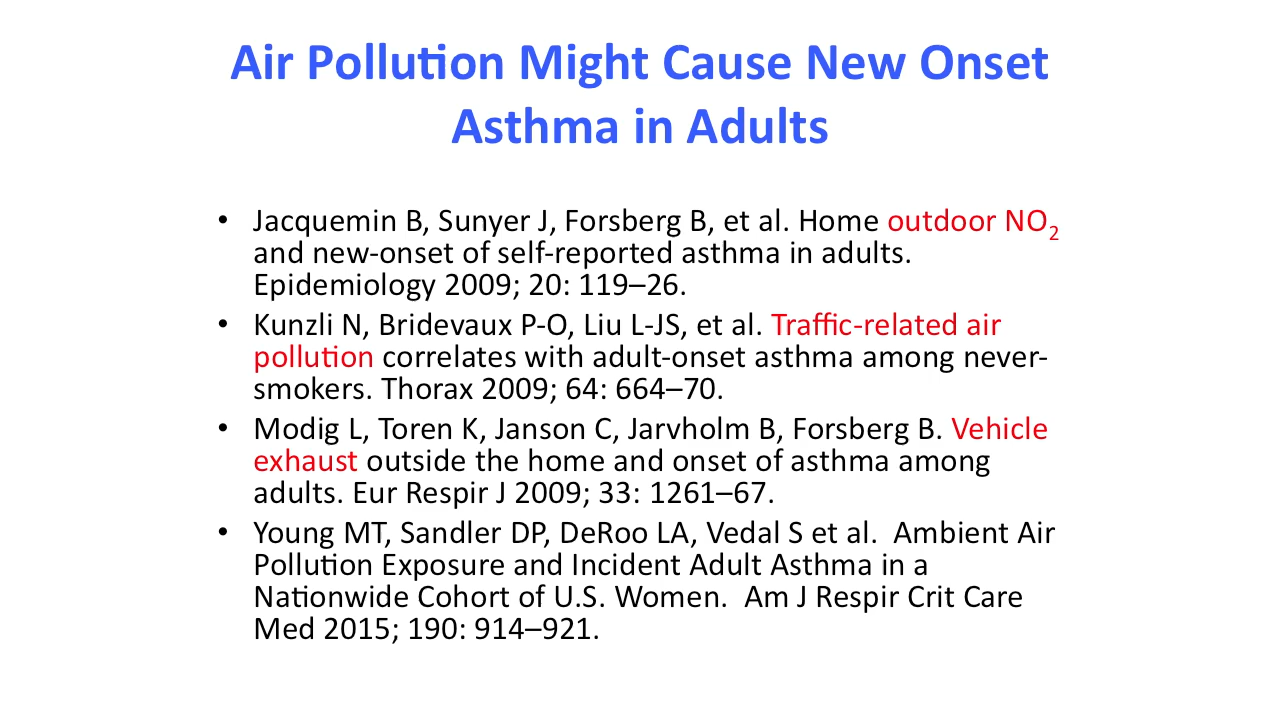 Air Pollution Might Cause New Onset
Asthma in Adults
• Jacquemin B, Sunyer J, Forsberg B, et al. Home outdoor NO₂
and new-onset of self-reported asthma in adults.
Epidemiology 2009; 20: 119–26.
• Kunzli N, Bridevaux P-O, Liu L-JS, et al. Traffic-related air
pollution correlates with adult-onset asthma among never-
smokers. Thorax 2009; 64: 664–70.
• Modig L, Toren K, Janson C, Jarvholm B, Forsberg B. Vehicle
exhaust outside the home and onset of asthma among
adults. Eur Respir J 2009; 33: 1261–67.
• Young MT, Sandler DP, DeRoo LA, Vedal S et al.  Ambient Air
Pollution Exposure and Incident Adult Asthma in a
Nationwide Cohort of U.S. Women.  Am J Respir Crit Care
Med 2015; 190: 914–921.